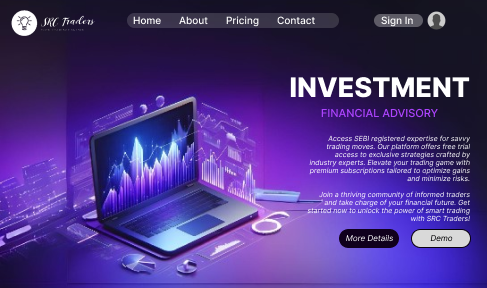 SRC Traders
Home About Pricing Contact
Sign In
INVESTMENT
FINANCIAL ADVISORY
Access SEBI registered expertise for savvy
trading moves. Our platform offers free trial
access to exclusive strategies crafted by
industry experts. Elevate your trading game with
premium subscriptions tailored to optimize gains
and minimize risks.
Join a thriving community of informed traders
and take charge of your financial future. Get
started now to unlock the power of smart trading
with SRC Traders!
More Details
Demo